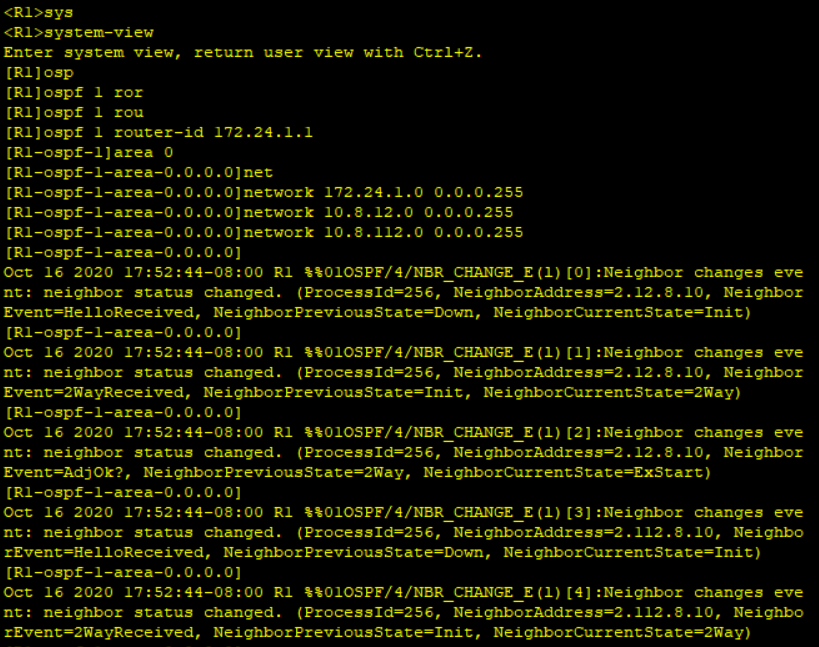 <R1>sys
<R1>system-view
Enter system view, return user view with Ctrl+Z.
[R1]osp
[R1]ospf 1 ror
[R1]ospf 1 rou
[R1]ospf 1 router-id 172.24.1.1
[R1-ospf-1]area 0
[R1-ospf-1-area-0.0.0.0]net
[R1-ospf-1-area-0.0.0.0]network 172.24.1.0 0.0.0.255
[R1-ospf-1-area-0.0.0.0]network 10.8.12.0 0.0.0.255
[R1-ospf-1-area-0.0.0.0]network 10.8.112.0 0.0.0.255
[R1-ospf-1-area-0.0.0.0]
Oct 16 2020 17:52:44-08:00 R1 %%01OSPF/4/NBR_CHANGE_E(l)[0]:Neighbor changes eve
nt: neighbor status changed. (ProcessId=256, NeighborAddress=2.12.8.10, Neighbor
Event=HelloReceived, NeighborPreviousState=Down, NeighborCurrentState=Init)
[R1-ospf-1-area-0.0.0.0]
Oct 16 2020 17:52:44-08:00 R1 %%01OSPF/4/NBR_CHANGE_E(l)[1]:Neighbor changes eve
nt: neighbor status changed. (ProcessId=256, NeighborAddress=2.12.8.10, Neighbor
Event=2WayReceived, NeighborPreviousState=Init, NeighborCurrentState=2Way)
[R1-ospf-1-area-0.0.0.0]
Oct 16 2020 17:52:44-08:00 R1 %%01OSPF/4/NBR_CHANGE_E(l)[2]:Neighbor changes eve
nt: neighbor status changed. (ProcessId=256, NeighborAddress=2.12.8.10, Neighbor
Event=AdjOk?, NeighborPreviousState=2Way, NeighborCurrentState=ExStart)
[R1-ospf-1-area-0.0.0.0]
Oct 16 2020 17:52:44-08:00 R1 %%01OSPF/4/NBR_CHANGE_E(l)[3]:Neighbor changes eve
nt: neighbor status changed. (ProcessId=256, NeighborAddress=2.112.8.10, Neighbo
rEvent=HelloReceived, NeighborPreviousState=Down, NeighborCurrentState=Init)
[R1-ospf-1-area-0.0.0.0]
Oct 16 2020 17:52:44-08:00 R1 %%01OSPF/4/NBR_CHANGE_E(l)[4]:Neighbor changes eve
nt: neighbor status changed. (ProcessId=256, NeighborAddress=2.112.8.10, Neighbo
rEvent=2WayReceived, NeighborPreviousState=Init, NeighborCurrentState=2Way)